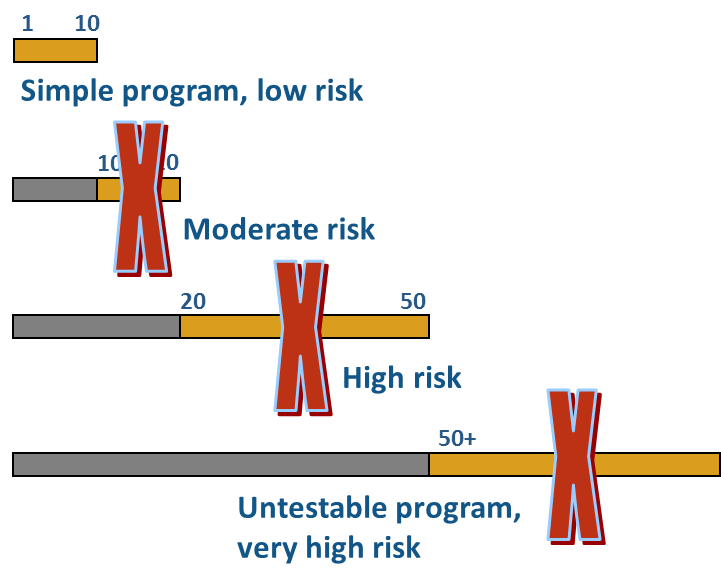 1 10
Simple program, low risk
10 20
Moderate risk
20 50
High risk
50+
Untestable program,
very high risk